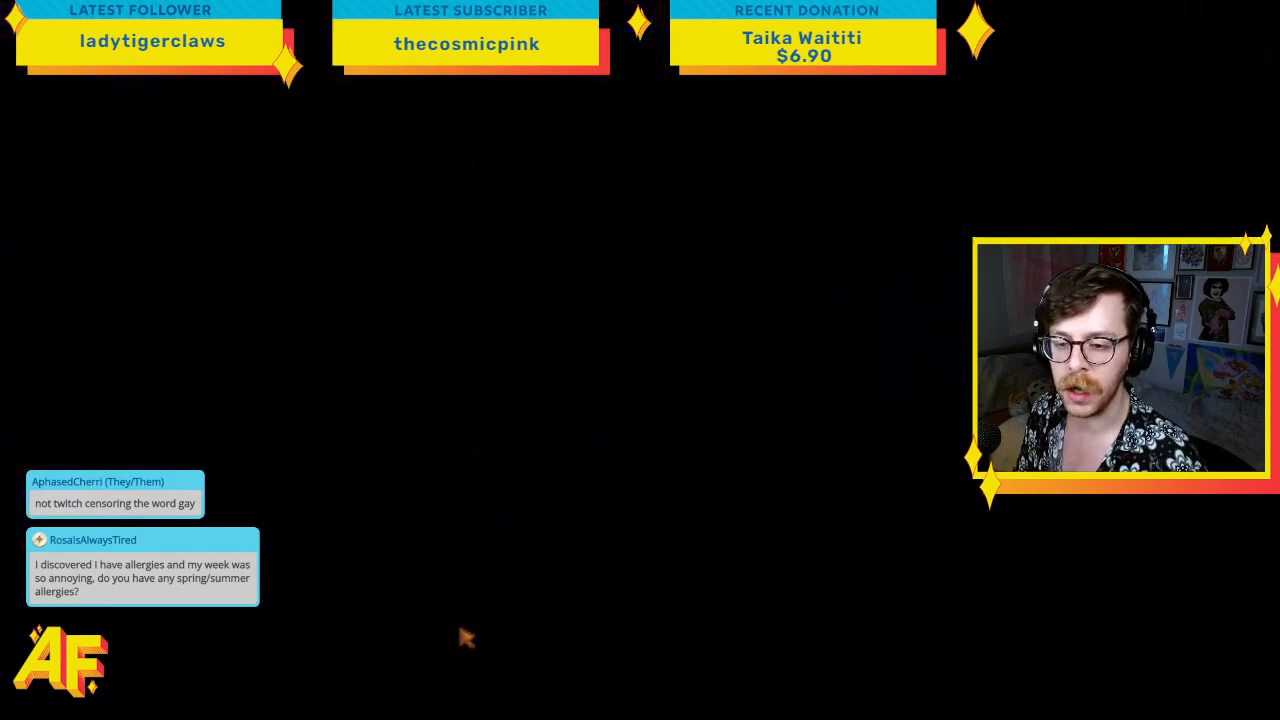 LATEST FOLLOWER
ladytigerclaws
LATEST SUBSCRIBER
thecosmicpink
RECENT DONATION
Taika Waititi
$6.90
AphasedCherri (They/Them)
not twitch censoring the word gay
RosaIsAlwaysTired
I discovered I have allergies and my week was
so annoying, do you have any spring/summer
allergies?
AF